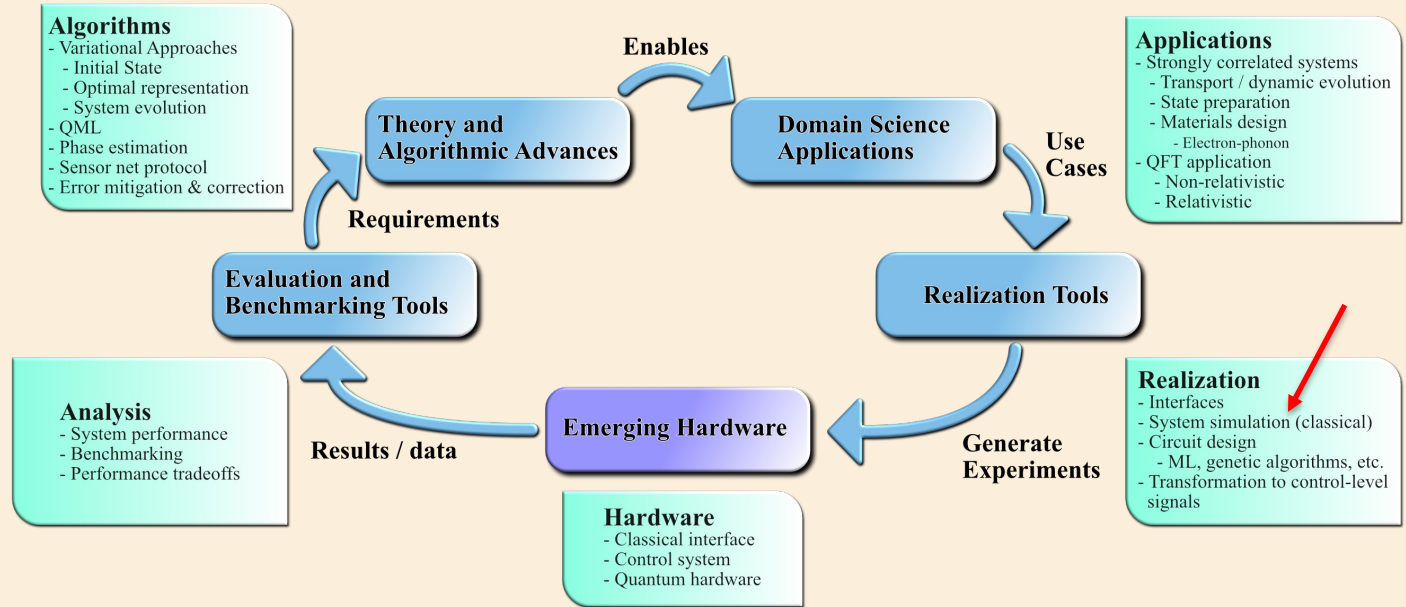 Algorithms
- Variational Approaches
- Initial State
- Optimal representation
- System evolution
- QML
- Phase estimation
- Sensor net protocol
- Error mitigation & correction
Enables
Applications
- Strongly correlated systems
- Transport / dynamic evolution
- State preparation
- Materials design
- Electron-phonon
- QFT application
- Non-relativistic
- Relativistic
Theory and
Algorithmic Advances
Domain Science
Applications
Use
Cases
Requirements
Evaluation and
Benchmarking Tools
Realization Tools
Analysis
- System performance
- Benchmarking
- Performance tradeoffs
Results / data
Emerging Hardware
Generate
Experiments
Realization
- Interfaces
- System simulation (classical)
- Circuit design
- ML, genetic algorithms, etc.
- Transformation to control-level
signals
Hardware
- Classical interface
- Control system
- Quantum hardware